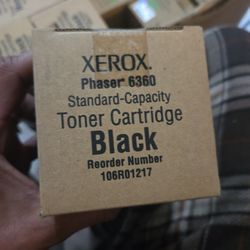 XEROX.
Phaser® 6360
Standard-Capacity
Toner Cartridge
Black
Reorder Number
106R01217